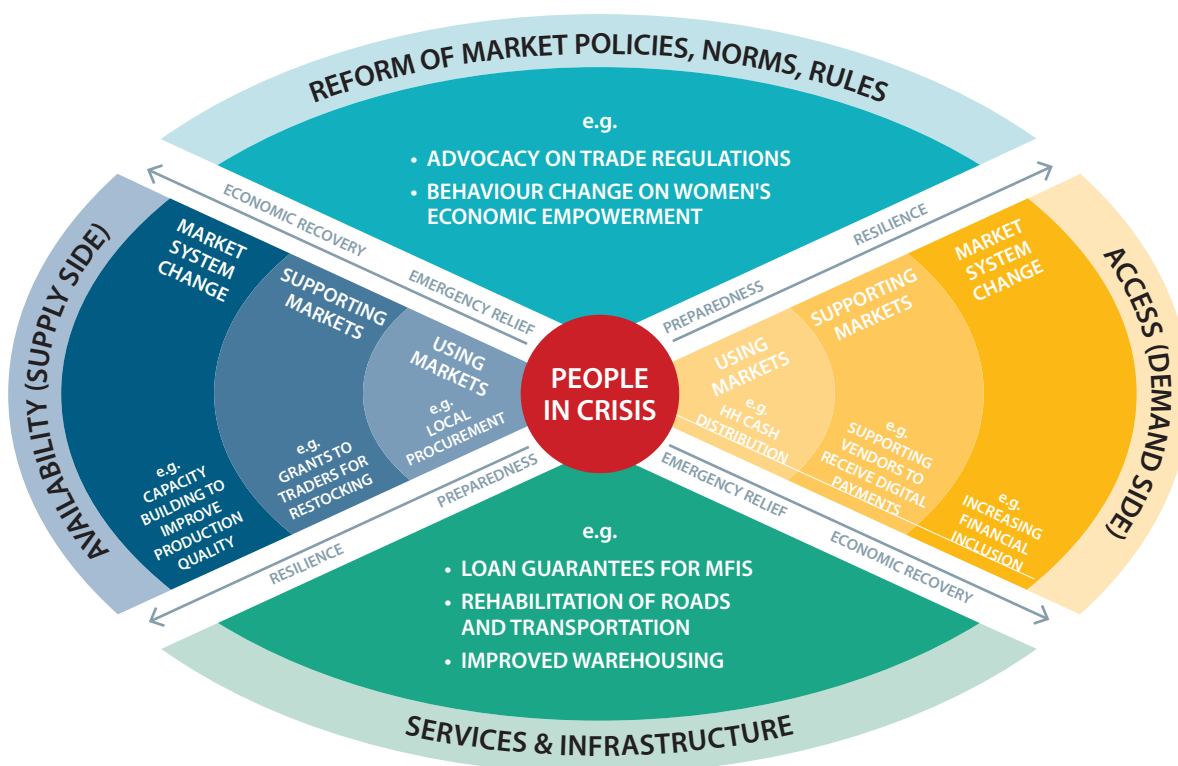 REFORM OF MARKET POLICIES, NORMS, RULES
e.g.
• ADVOCACY ON TRADE REGULATIONS
• BEHAVIOUR CHANGE ON WOMEN'S
ECONOMIC EMPOWERMENT
ECONOMIC RECOVERY
EMERGENCY RELIEF
PREPAREDNESS
RESILIENCE
AVAILABILITY (SUPPLY SIDE)
MARKET
SYSTEM
CHANGE
e.g.
CAPACITY
BUILDING TO
IMPROVE
PRODUCTION
QUALITY
SUPPORTING
MARKETS
e.g.
GRANTS TO
TRADERS FOR
RESTOCKING
USING
MARKETS
e.g.
LOCAL
PROCUREMENT
PEOPLE
IN CRISIS
USING
MARKETS
e.g.
HH CASH
DISTRIBUTION
SUPPORTING
MARKETS
e.g.
SUPPORTING
VENDORS TO
RECEIVE DIGITAL
PAYMENTS
MARKET
SYSTEM
CHANGE
e.g.
INCREASING
FINANCIAL
INCLUSION
ACCESS (DEMAND SIDE)
PREPAREDNESS
RESILIENCE
EMERGENCY RELIEF
ECONOMIC RECOVERY
e.g.
• LOAN GUARANTEES FOR MFIS
• REHABILITATION OF ROADS
AND TRANSPORTATION
• IMPROVED WAREHOUSING
SERVICES & INFRASTRUCTURE